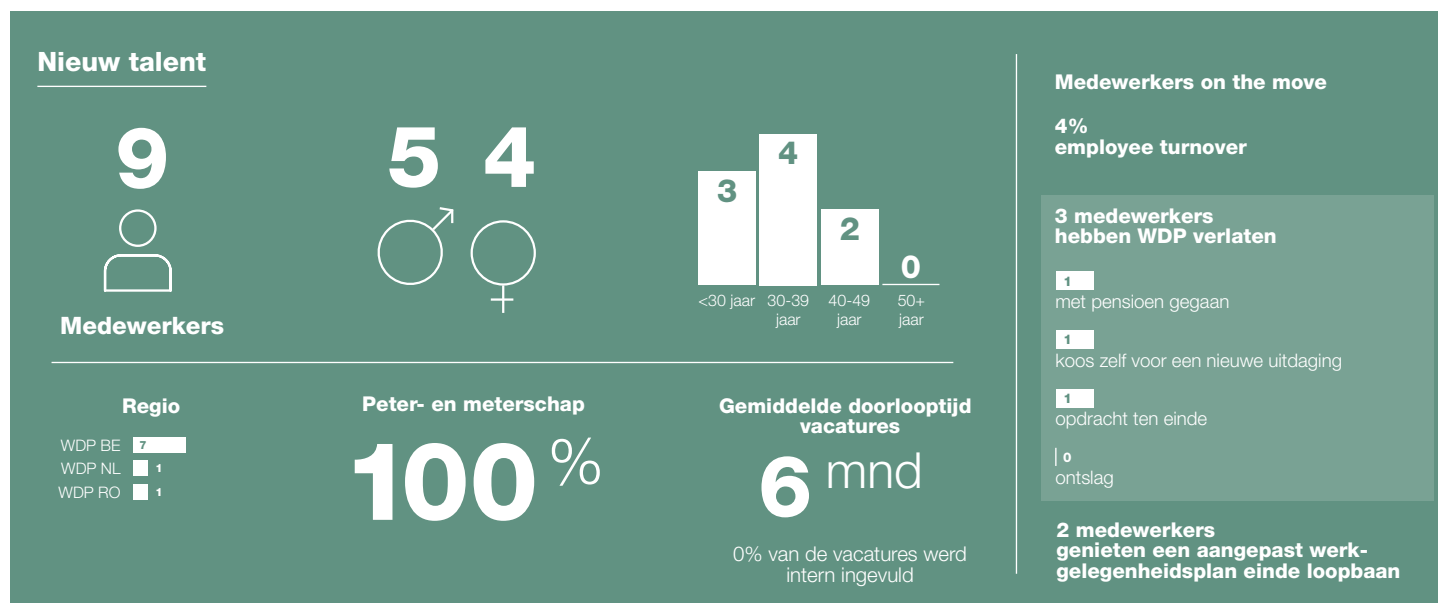 Nieuw talent
9
Medewerkers
5 4
3
4
2
0
<30 jaar
30-39
jaar
40-49
jaar
50+
jaar
Regio
WDP BE 7
WDP NL 1
WDP RO 1
Peter- en meterschap
100%
Gemiddelde doorlooptijd
vacatures
6 mnd
0% van de vacatures werd
intern ingevuld
Medewerkers on the move
4%
employee turnover
3 medewerkers
hebben WDP verlaten
1
met pensioen gegaan
1
koos zelf voor een nieuwe uitdaging
1
opdracht ten einde
0
ontslag
2 medewerkers
genieten een aangepast werk-
gelegenheidsplan einde loopbaan